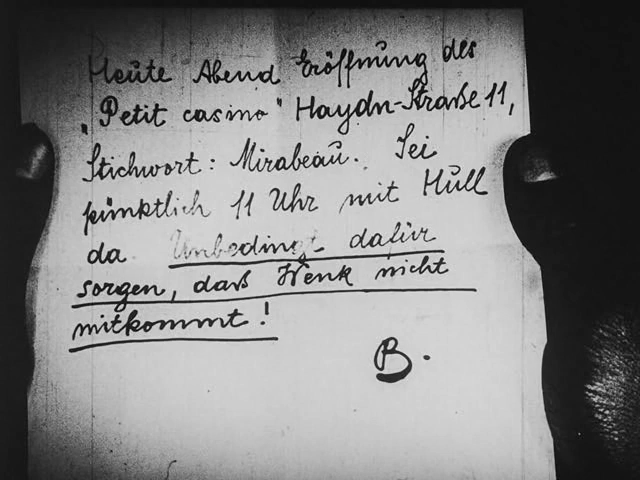 Heute Abend Eröffnung des
„Petit casino" Haydn-Straße 11,
Stichwort: Mirabeau. Sei
pünktlich 11 Uhr mit Hull
da. Unbedingt dafür
sorgen, daß Wenk nicht
mitkommt!
B.